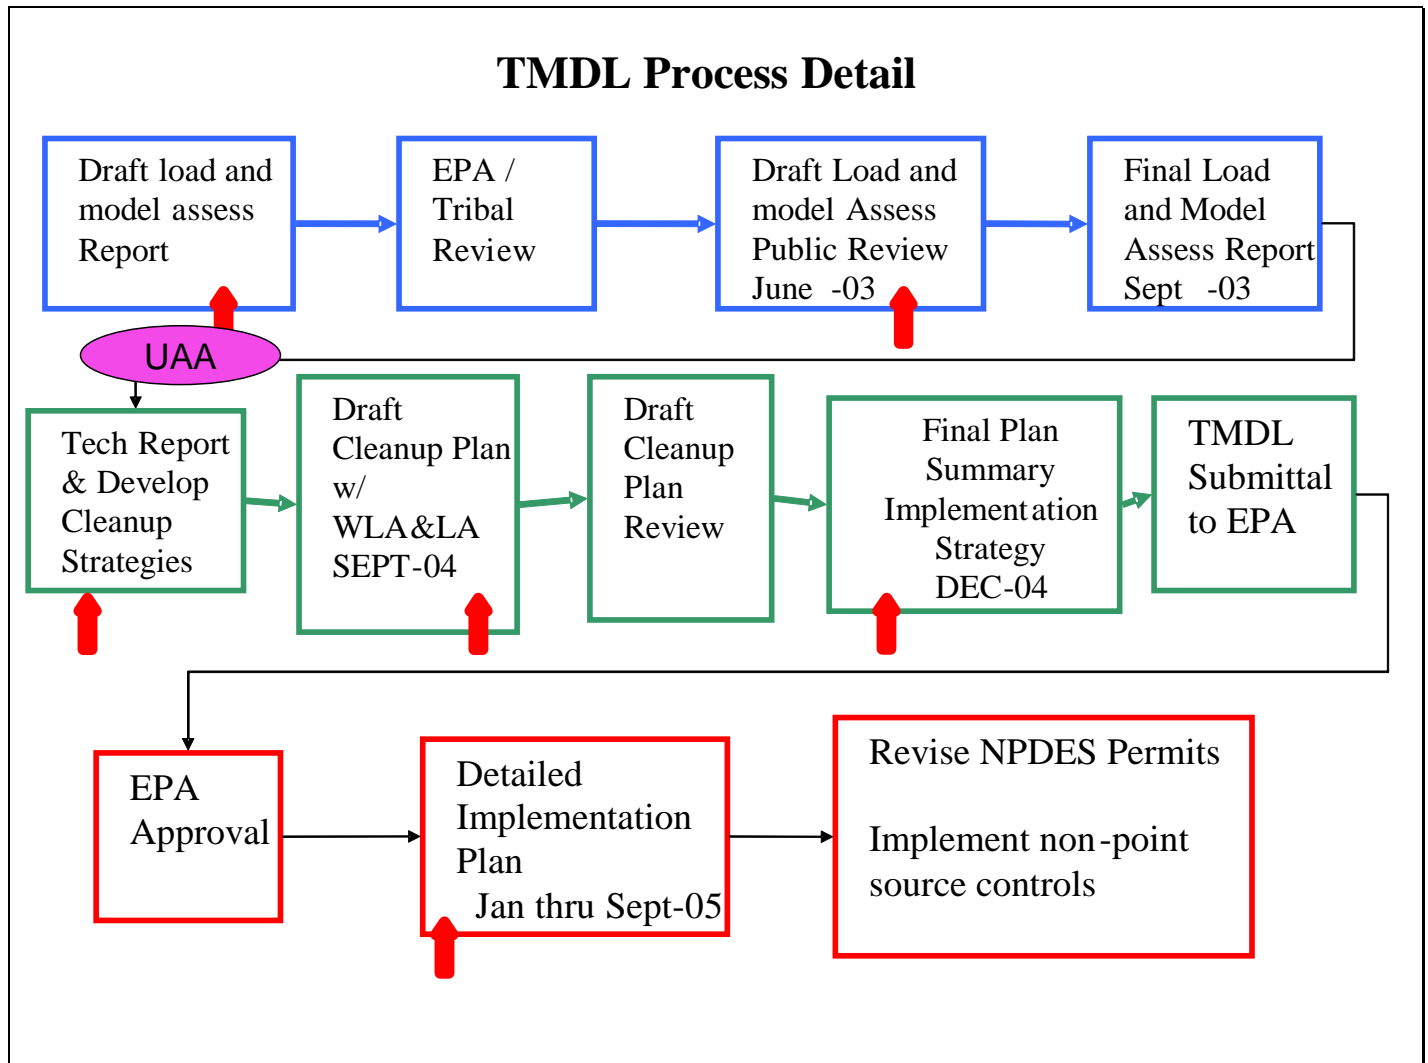 TMDL Process Detail
Draft load and
model assess
Report
EPA /
Tribal
Review
Draft Load and
model Assess
Public Review
June -03
Final Load
and Model
Assess Report
Sept -03
UAA
Tech Report
& Develop
Cleanup
Strategies
Draft
Cleanup Plan
w/
WLA&LA
SEPT-04
Draft
Cleanup
Plan
Review
Final Plan
Summary
Implementation
Strategy
DEC-04
TMDL
Submittal
to EPA
EPA
Approval
Detailed
Implementation
Plan
Jan thru Sept-05
Revise NPDES Permits
Implement non-point
source controls